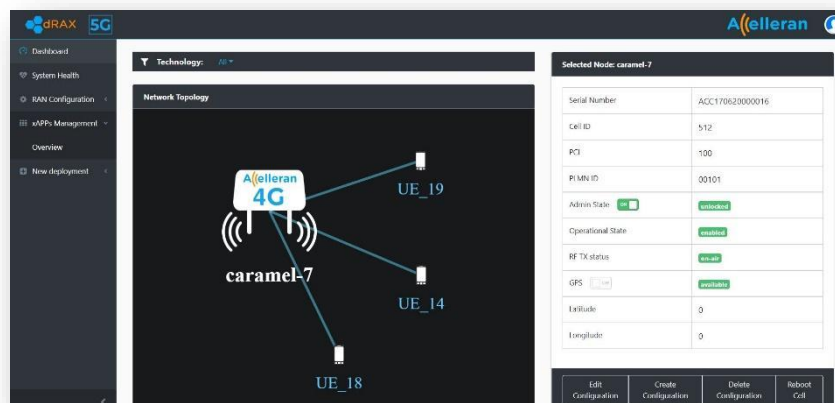 dRAX 5G
Accelleran
Dashboard
System Health
RAN Configuration
xAPPs Management
Overview
New deployment
Technology: All
Network Topology
Accelleran
4G
caramel-7
UE_19
UE_14
UE_18
Selected Node: caramel-7
Serial Number ACC170620000016
Cell ID 512
PCI 100
PLMN ID 00101
Admin State ON unlocked
Operational State enabled
RF TX status on-air
GPS available
Latitude 0
Longitude 0
Edit Configuration
Create Configuration
Delete Configuration
Reboot Cell